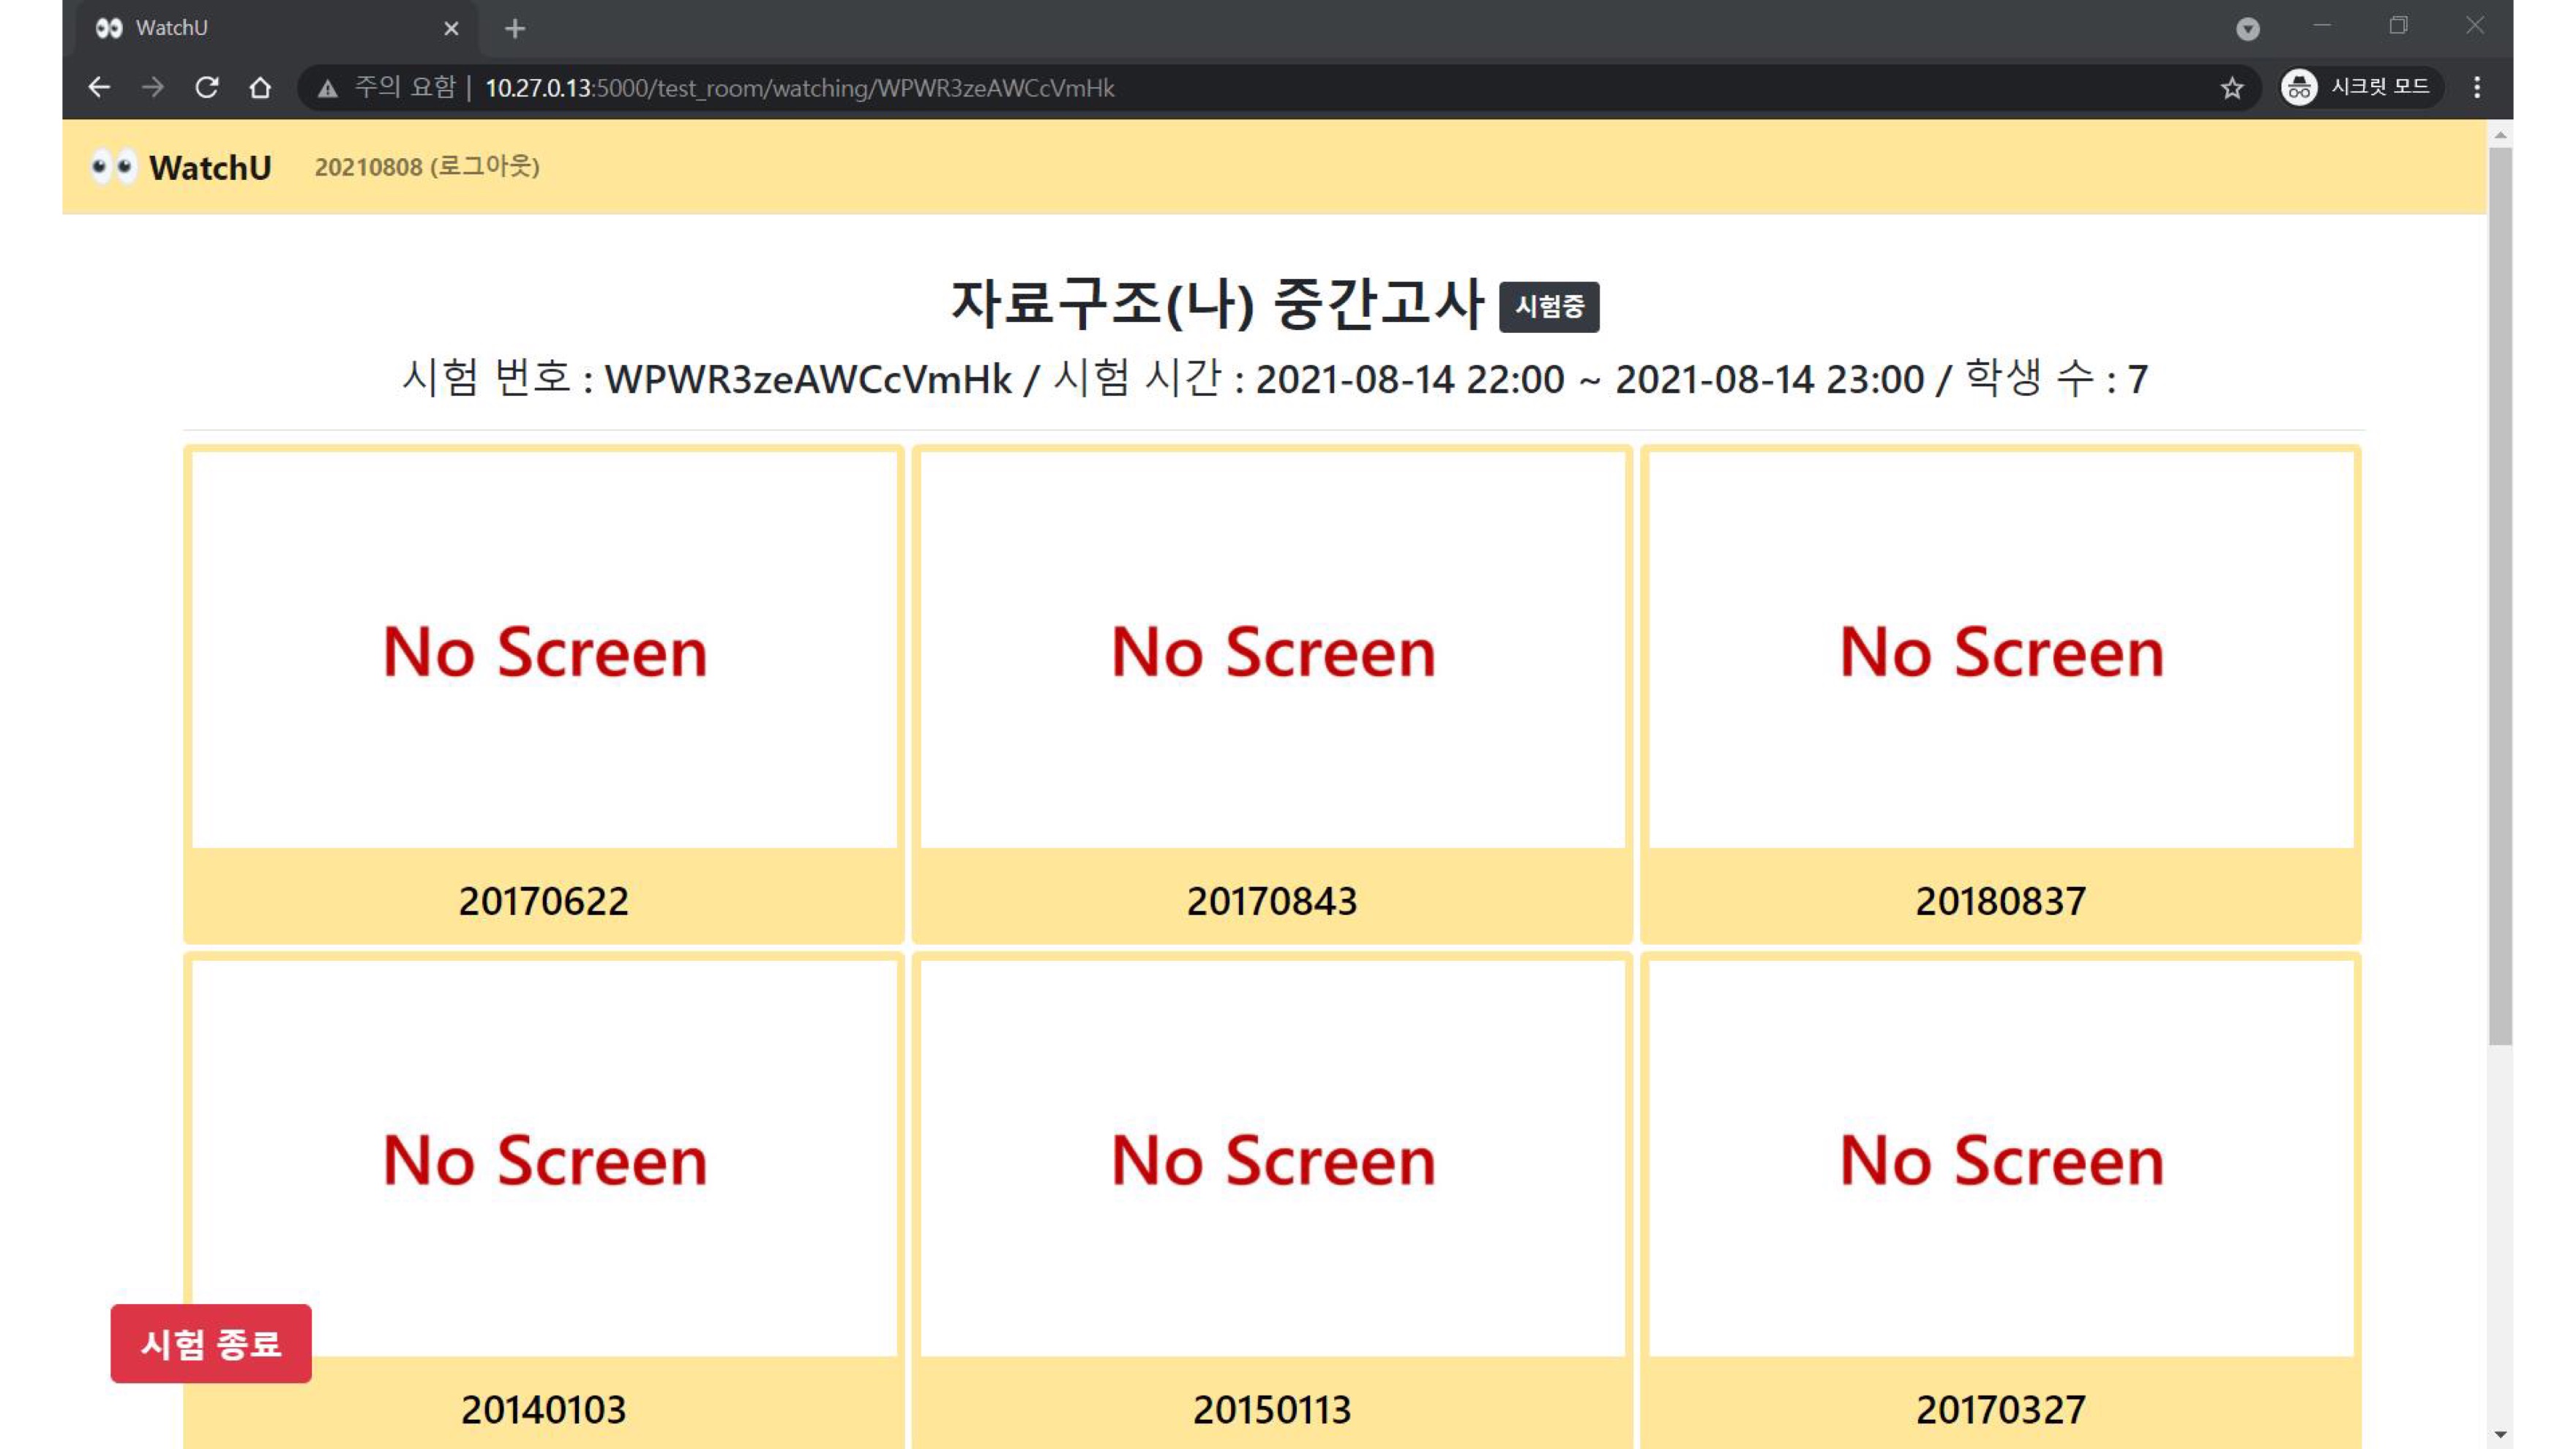 WatchU
주의 요함 | 10.27.0.13:5000/test_room/watching/WPWR3zeAWCcVmHk
시크릿 모드
WatchU 20210808 (로그아웃)
자료구조(나) 중간고사 시험중
시험 번호 : WPWR3zeAWCcVmHk / 시험 시간 : 2021-08-14 22:00 ~ 2021-08-14 23:00 / 학생 수 : 7
No Screen
No Screen
No Screen
20170622
20170843
20180837
No Screen
No Screen
No Screen
시험 종료
20140103
20150113
20170327